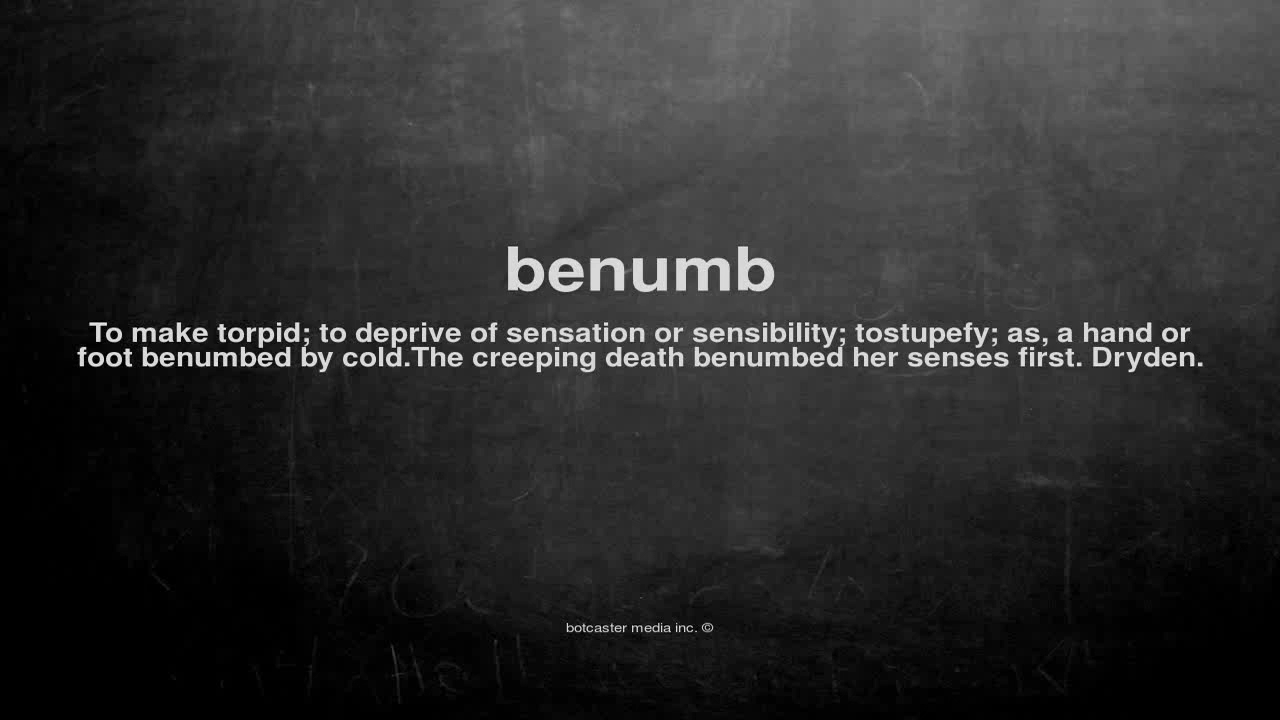 benumb
To make torpid; to deprive of sensation or sensibility; tostupefy; as, a hand or
foot benumbed by cold.The creeping death benumbed her senses first. Dryden.
botcaster media inc. ©